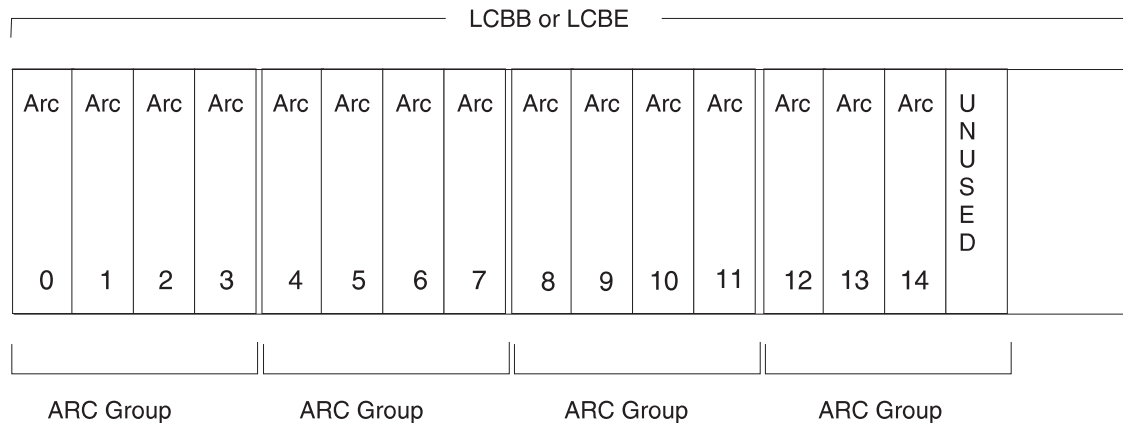 LCBB or LCBE
Arc Arc Arc Arc Arc Arc Arc Arc Arc Arc Arc Arc Arc Arc Arc UNUSED
0 1 2 3 4 5 6 7 8 9 10 11 12 13 14
ARC Group ARC Group ARC Group ARC Group